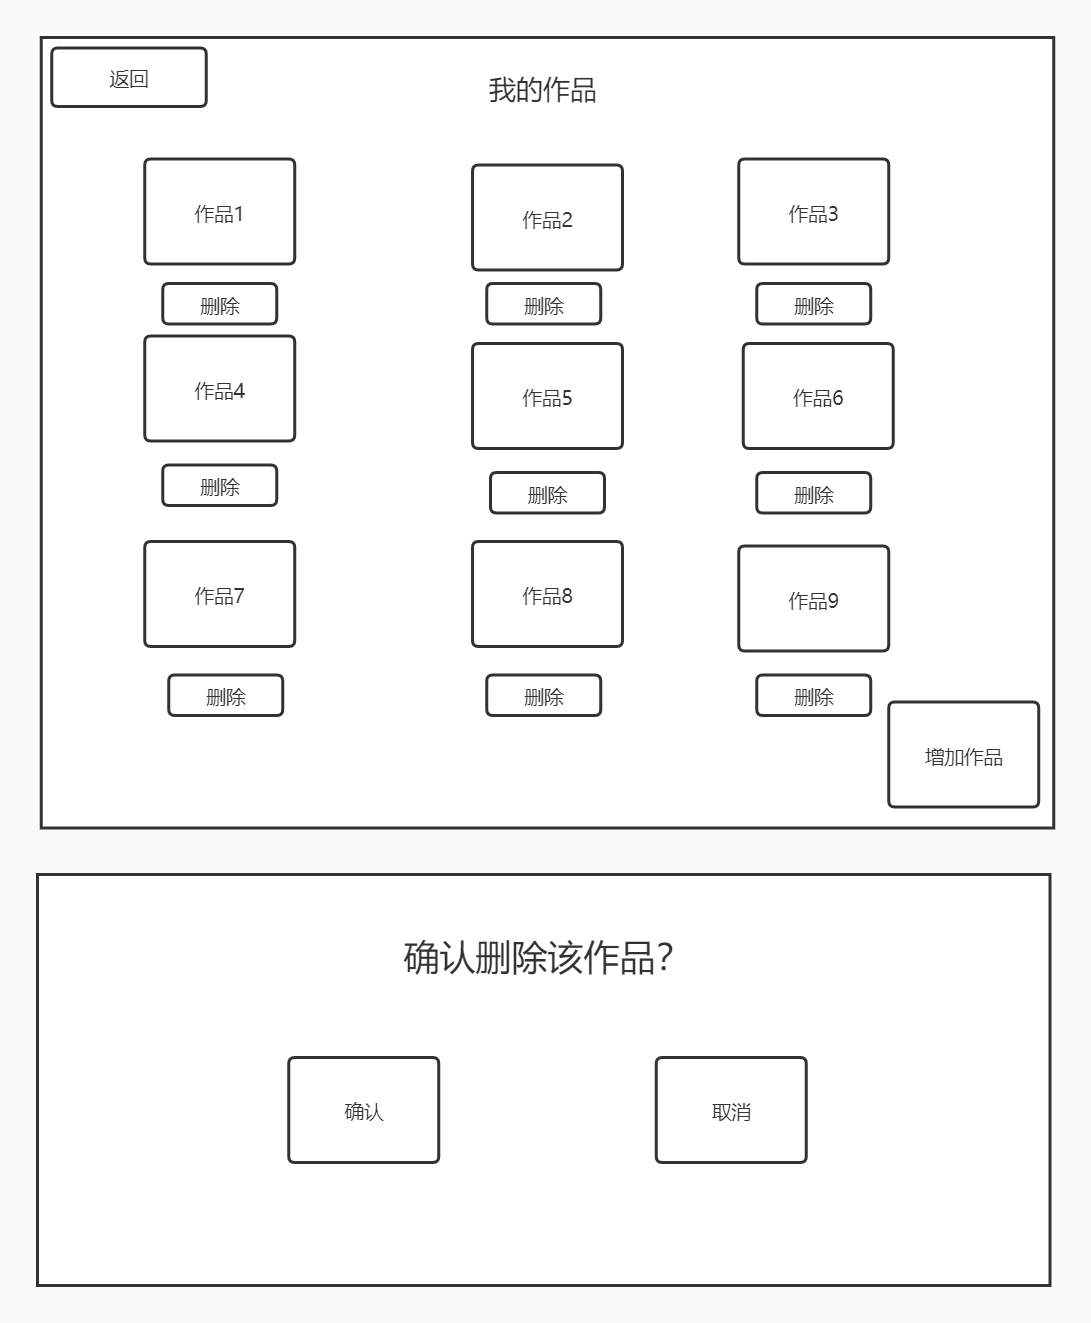 返回
我的作品
作品1
作品2
作品3
删除
删除
删除
作品4
作品5
作品6
删除
删除
删除
作品7
作品8
作品9
删除
删除
删除
增加作品
确认删除该作品？
确认
取消